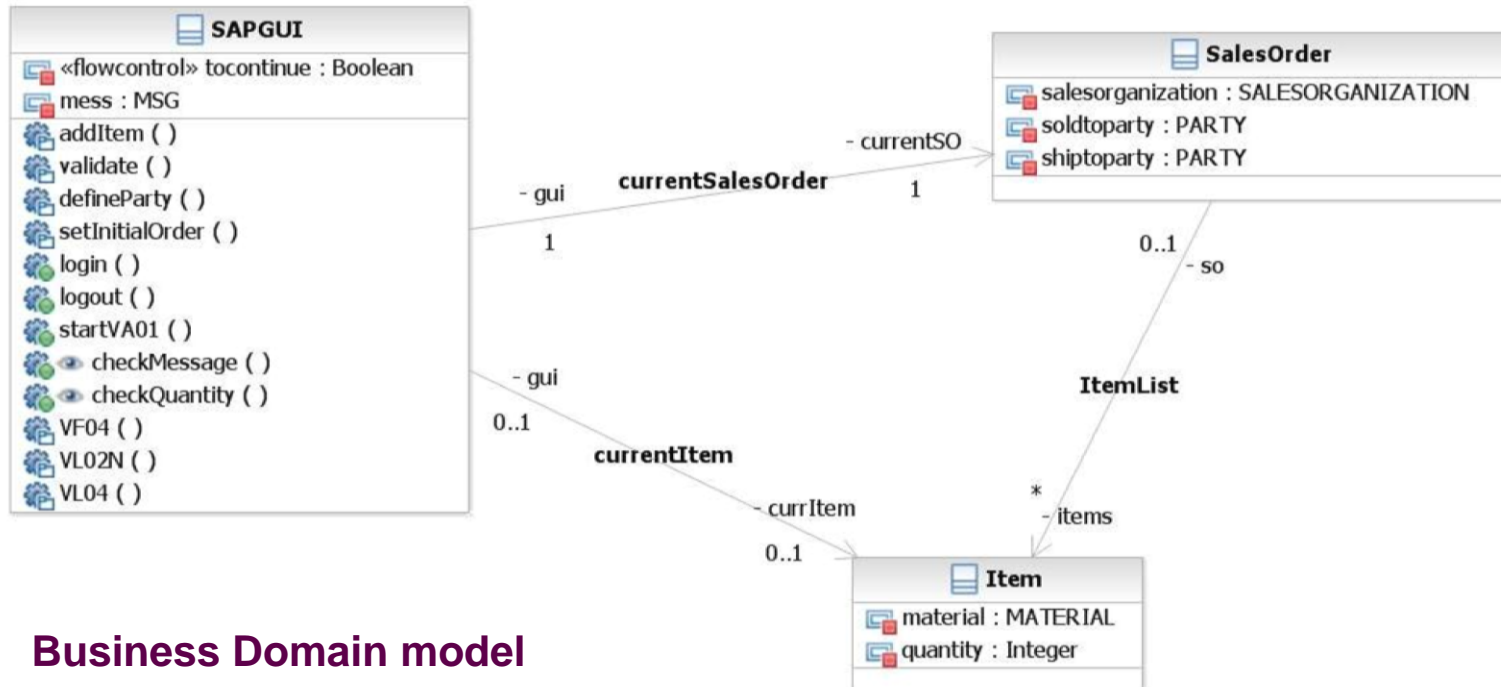 SAPGUI
«flowcontrol» tocontinue : Boolean
mess : MSG
addItem ( )
validate ( )
defineParty ( )
setInitialOrder ( )
login ( )
logout ( )
startVA01 ( )
checkMessage ( )
checkQuantity ( )
VF04 ( )
VL02N ( )
VL04 ( )
- gui
1
currentSalesOrder
- currentSO
1
SalesOrder
salesorganization : SALESORGANIZATION
soldtoparty : PARTY
shiptoparty : PARTY
0..1
- so
ItemList
*
- items
- gui
0..1
currentItem
- currItem
0..1
Item
material : MATERIAL
quantity : Integer
Business Domain model